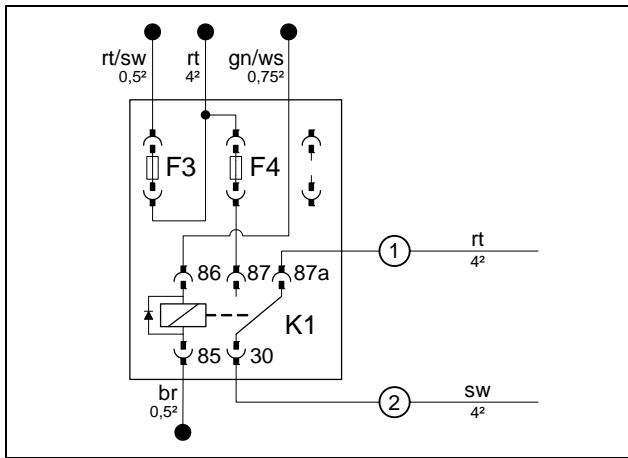 rt/sw rt gn/ws
0,5² 4² 0,75²
F3 F4
86 87 87a
1 rt
4²
K1
85 30
br
0,5²
2 sw
4²